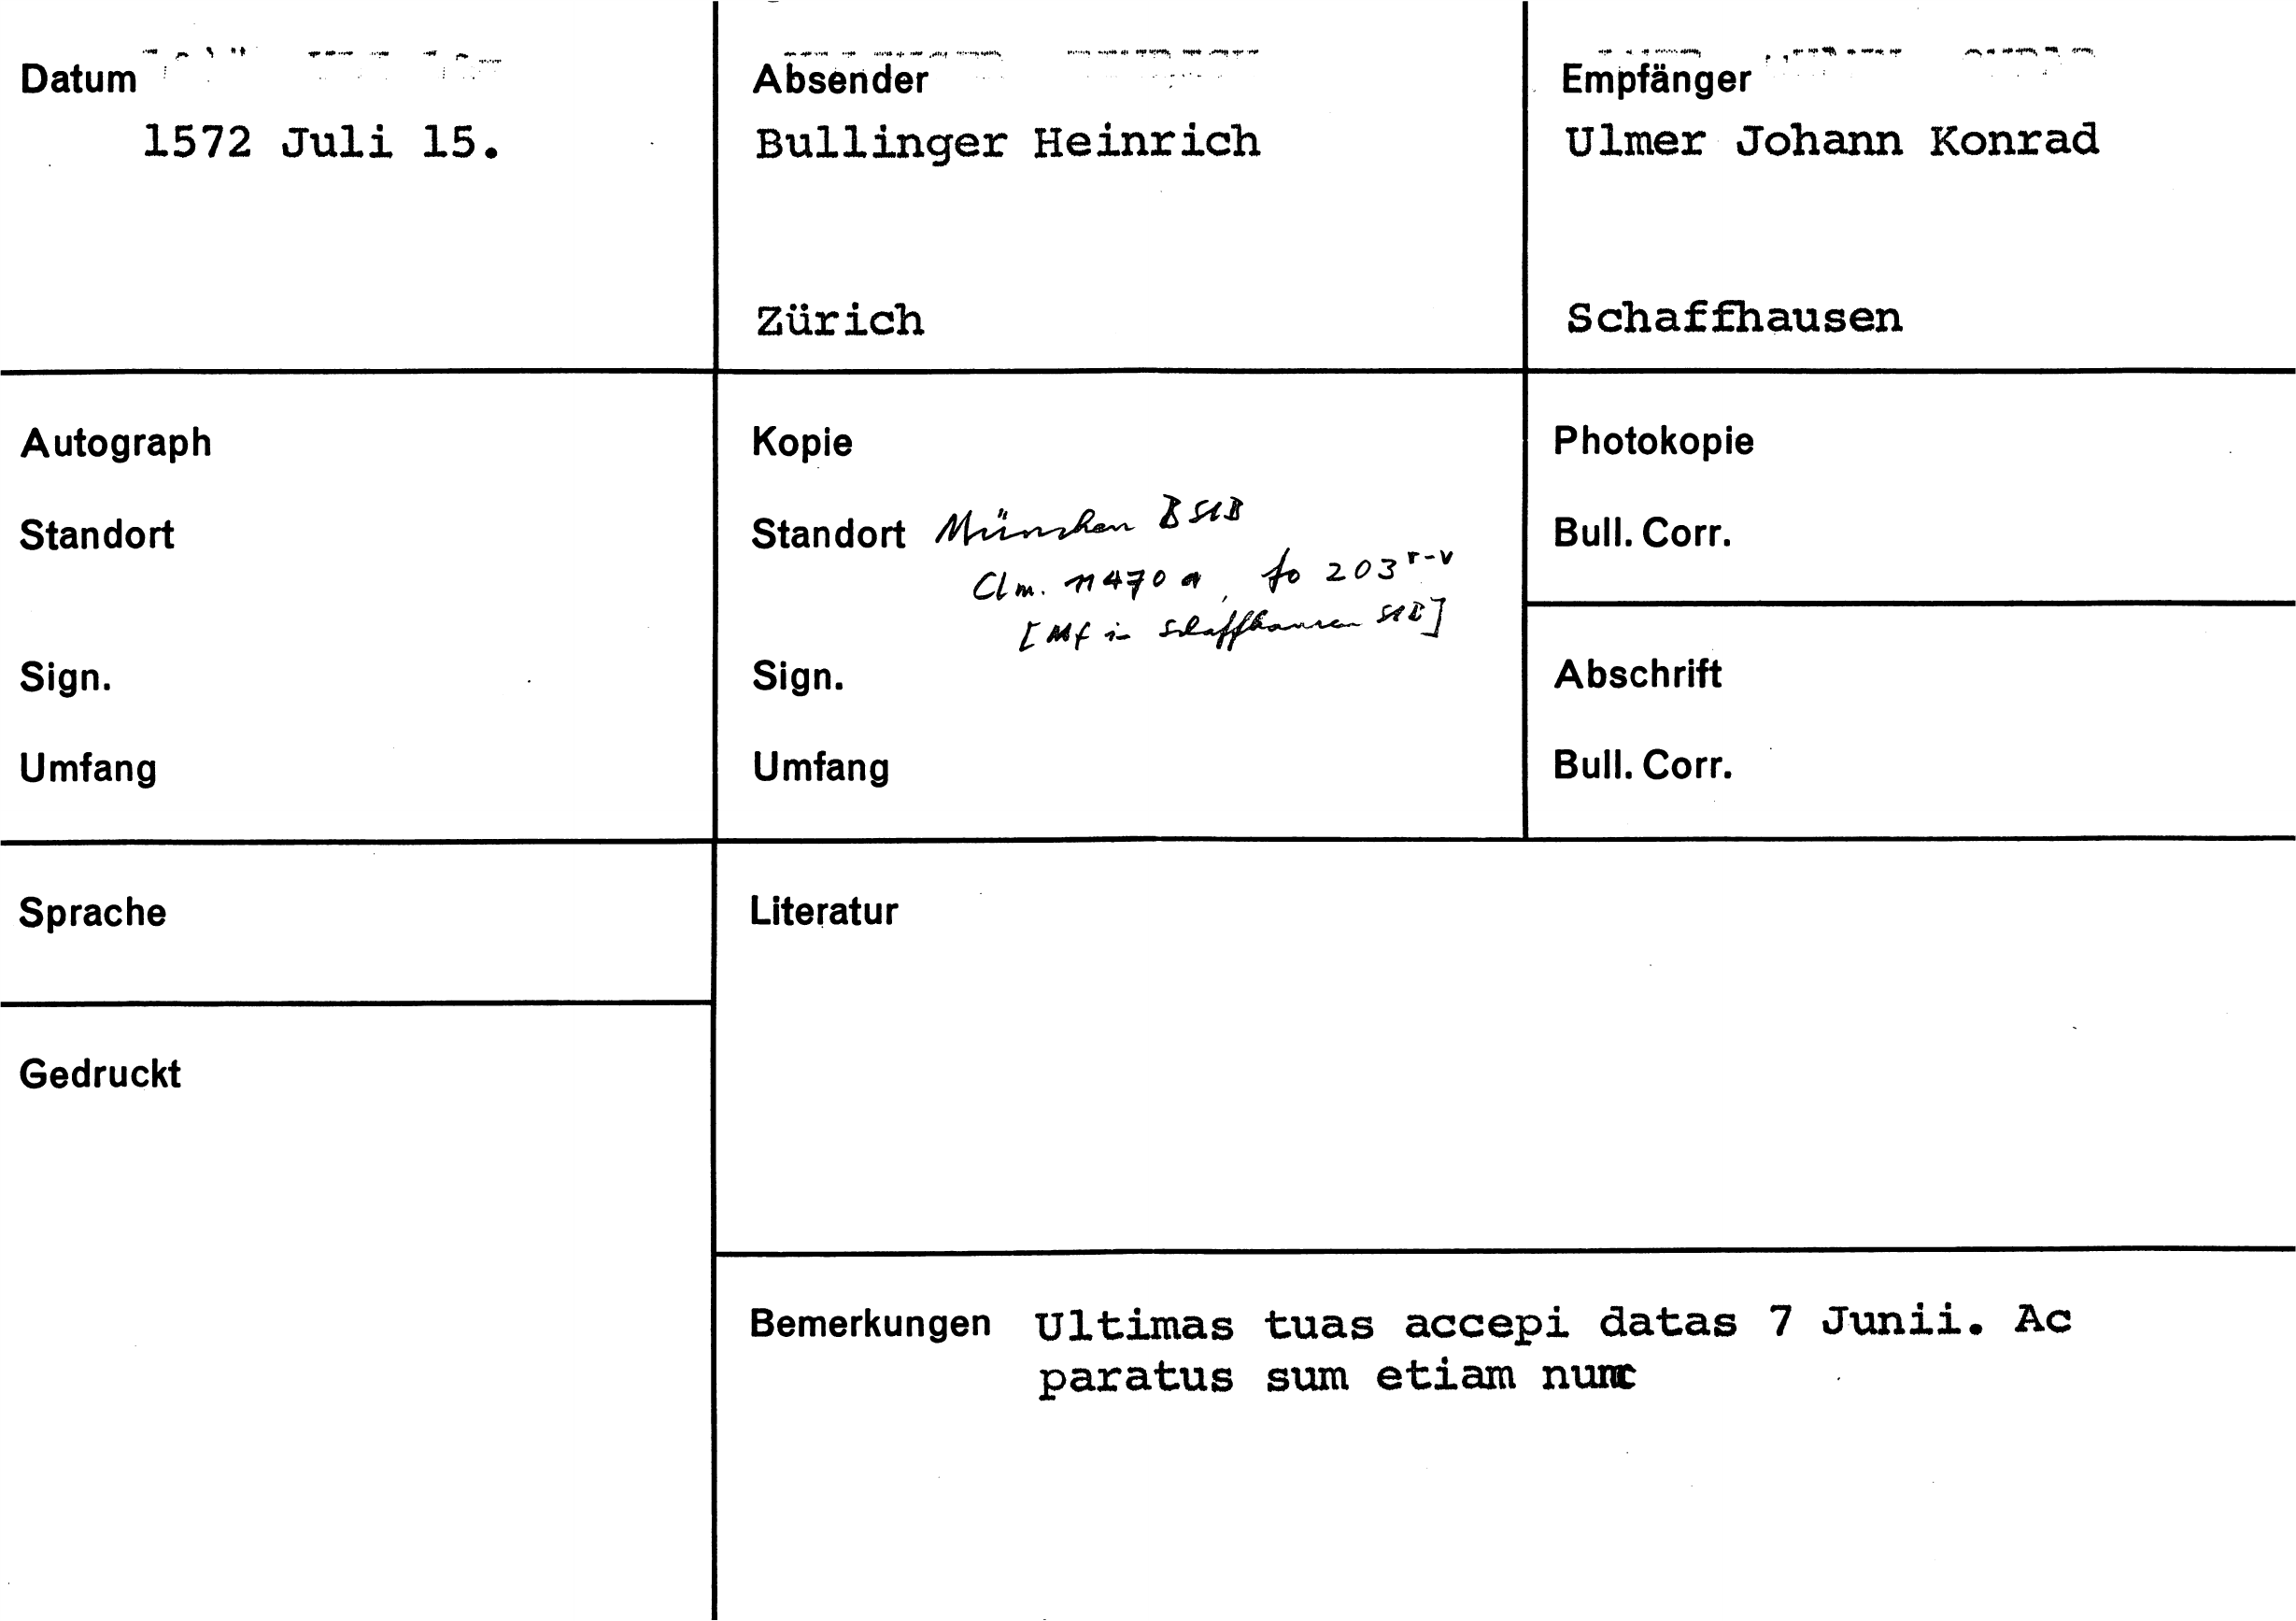 Datum
1572 Juli 15.
Absender
Bullinger Heinrich
Zürich
Empfänger
Ulmer Johann Konrad
Schaffhausen
Autograph
Standort
Sign.
Umfang
Kopie
Standort München BStB
Clm. 11470 a, fo 203 r-v
[Mf in Schaffhausen StB]
Sign.
Umfang
Photokopie
Bull. Corr.
Abschrift
Bull. Corr.
Sprache
Gedruckt
Literatur
Bemerkungen Ultimas tuas accepi datas 7 Junii. Ac
paratus sum etiam nunc